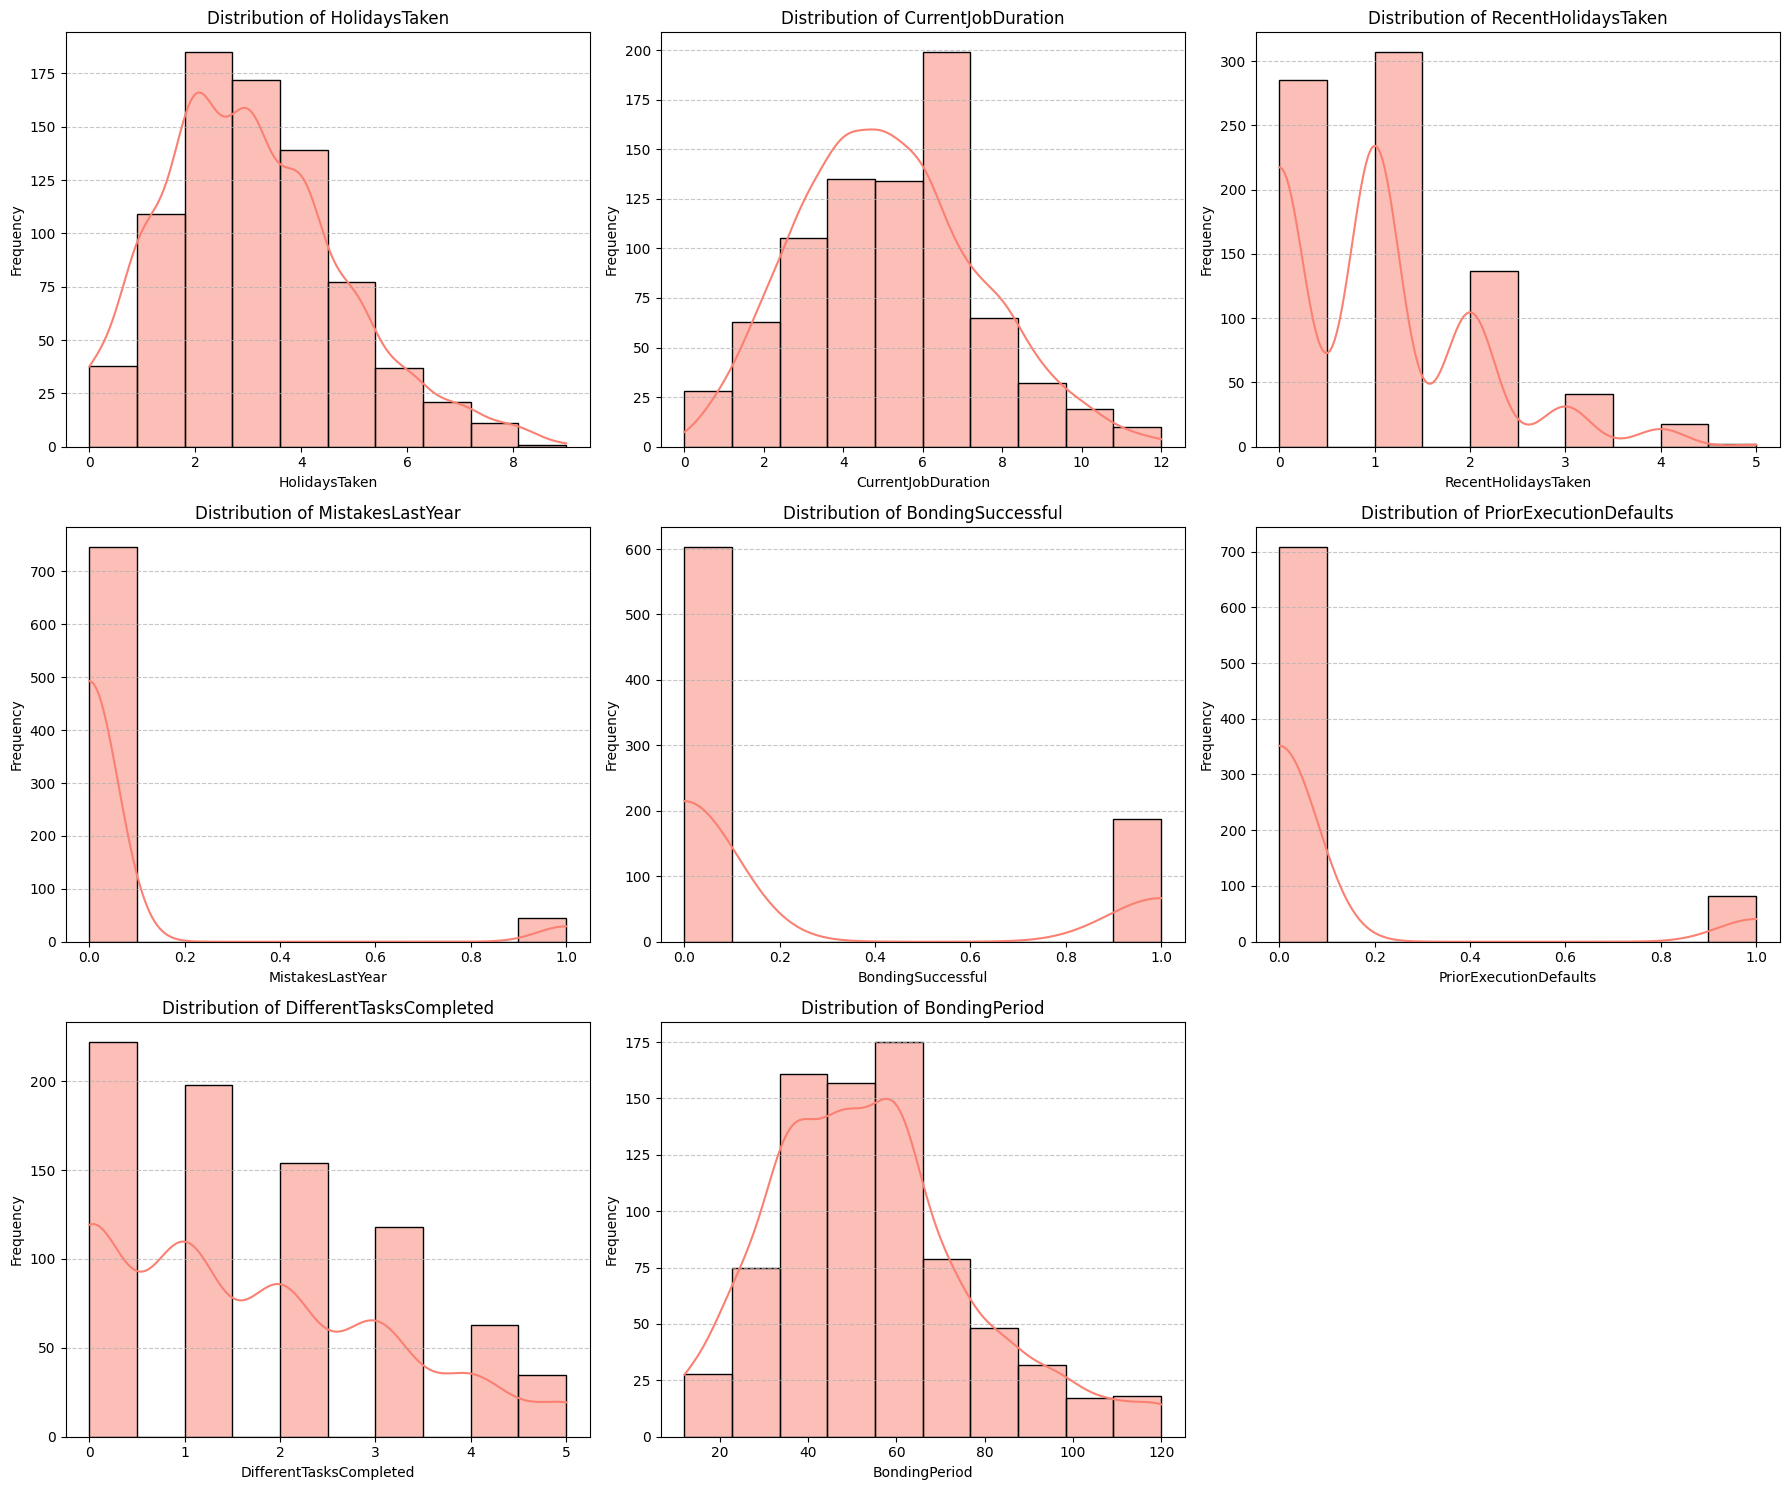 Distribution of HolidaysTaken
Frequency
175
150
125
100
75
50
25
0
0 2 4 6 8
HolidaysTaken
Distribution of CurrentJobDuration
Frequency
200
175
150
125
100
75
50
25
0
0 2 4 6 8 10 12
CurrentJobDuration
Distribution of RecentHolidaysTaken
Frequency
300
250
200
150
100
50
0
0 1 2 3 4 5
RecentHolidaysTaken
Distribution of MistakesLastYear
Frequency
700
600
500
400
300
200
100
0
0.0 0.2 0.4 0.6 0.8 1.0
MistakesLastYear
Distribution of BondingSuccessful
Frequency
600
500
400
300
200
100
0
0.0 0.2 0.4 0.6 0.8 1.0
BondingSuccessful
Distribution of PriorExecutionDefaults
Frequency
700
600
500
400
300
200
100
0
0.0 0.2 0.4 0.6 0.8 1.0
PriorExecutionDefaults
Distribution of DifferentTasksCompleted
Frequency
200
150
100
50
0
0 1 2 3 4 5
DifferentTasksCompleted
Distribution of BondingPeriod
Frequency
175
150
125
100
75
50
25
0
20 40 60 80 100 120
BondingPeriod